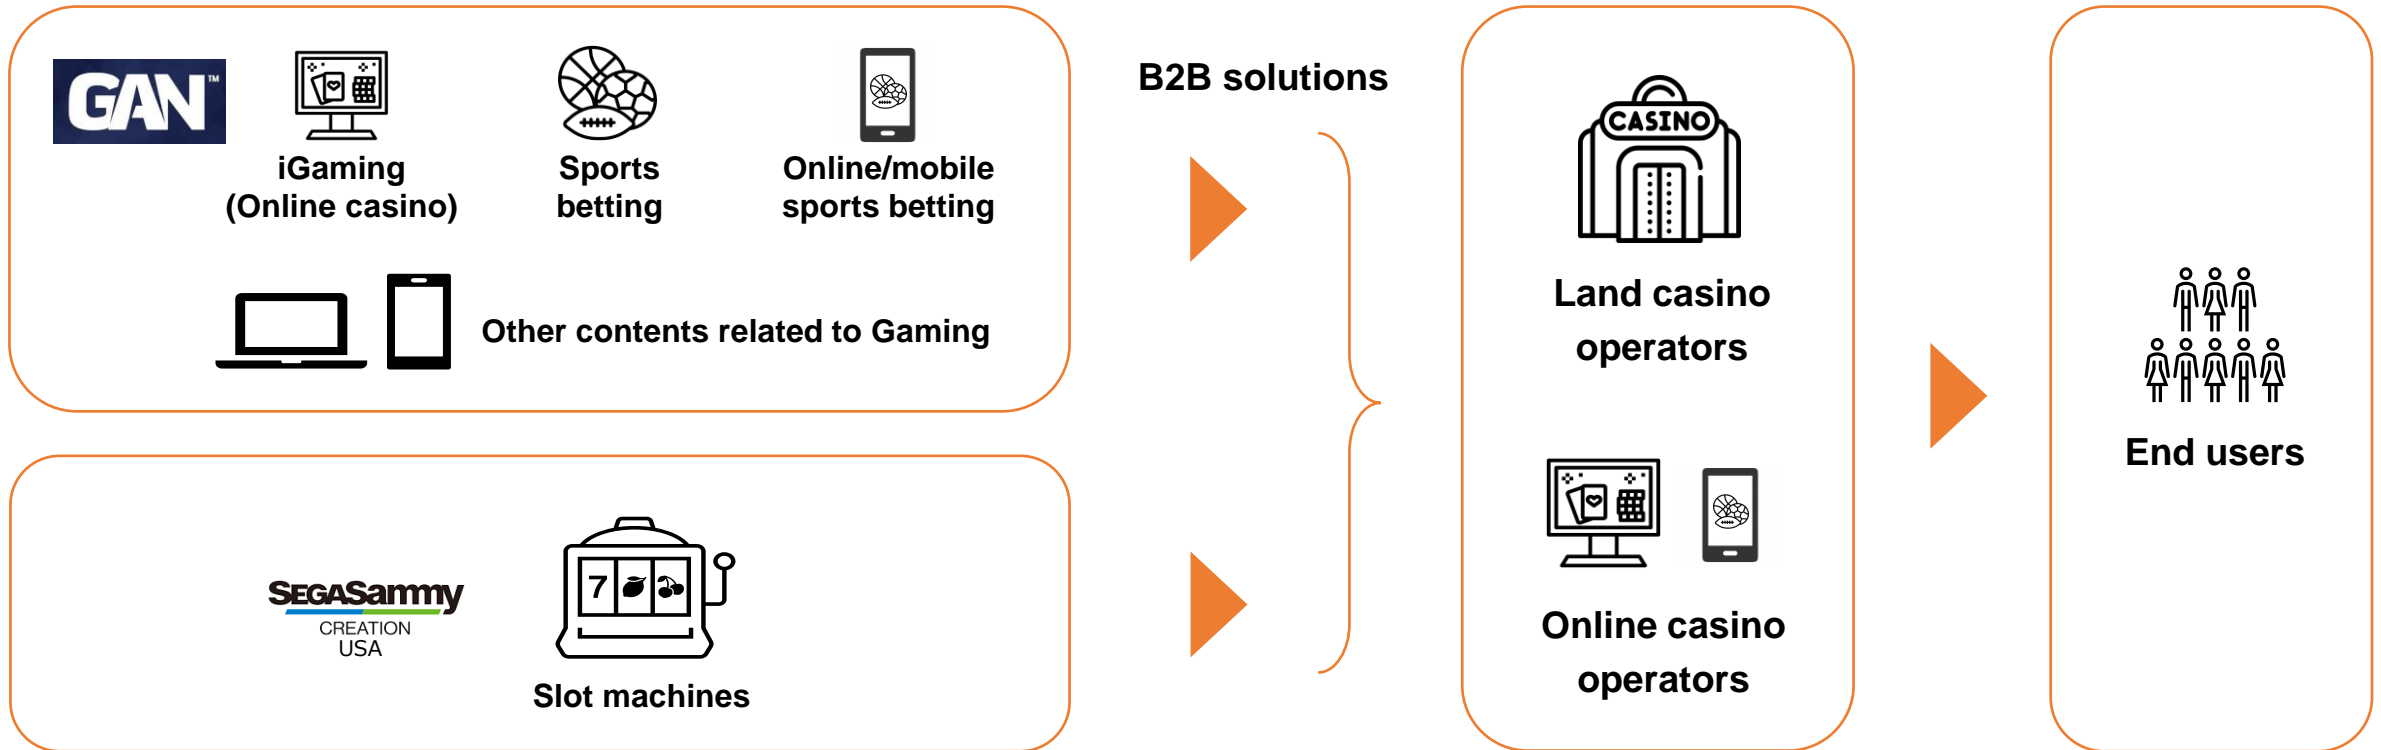 GAN™
iGaming
(Online casino)
Sports
betting
Online/mobile
sports betting
Other contents related to Gaming
SEGASammy
CREATION
USA
7
Slot machines
B2B solutions
CASINO
Land casino
operators
Online casino
operators
End users